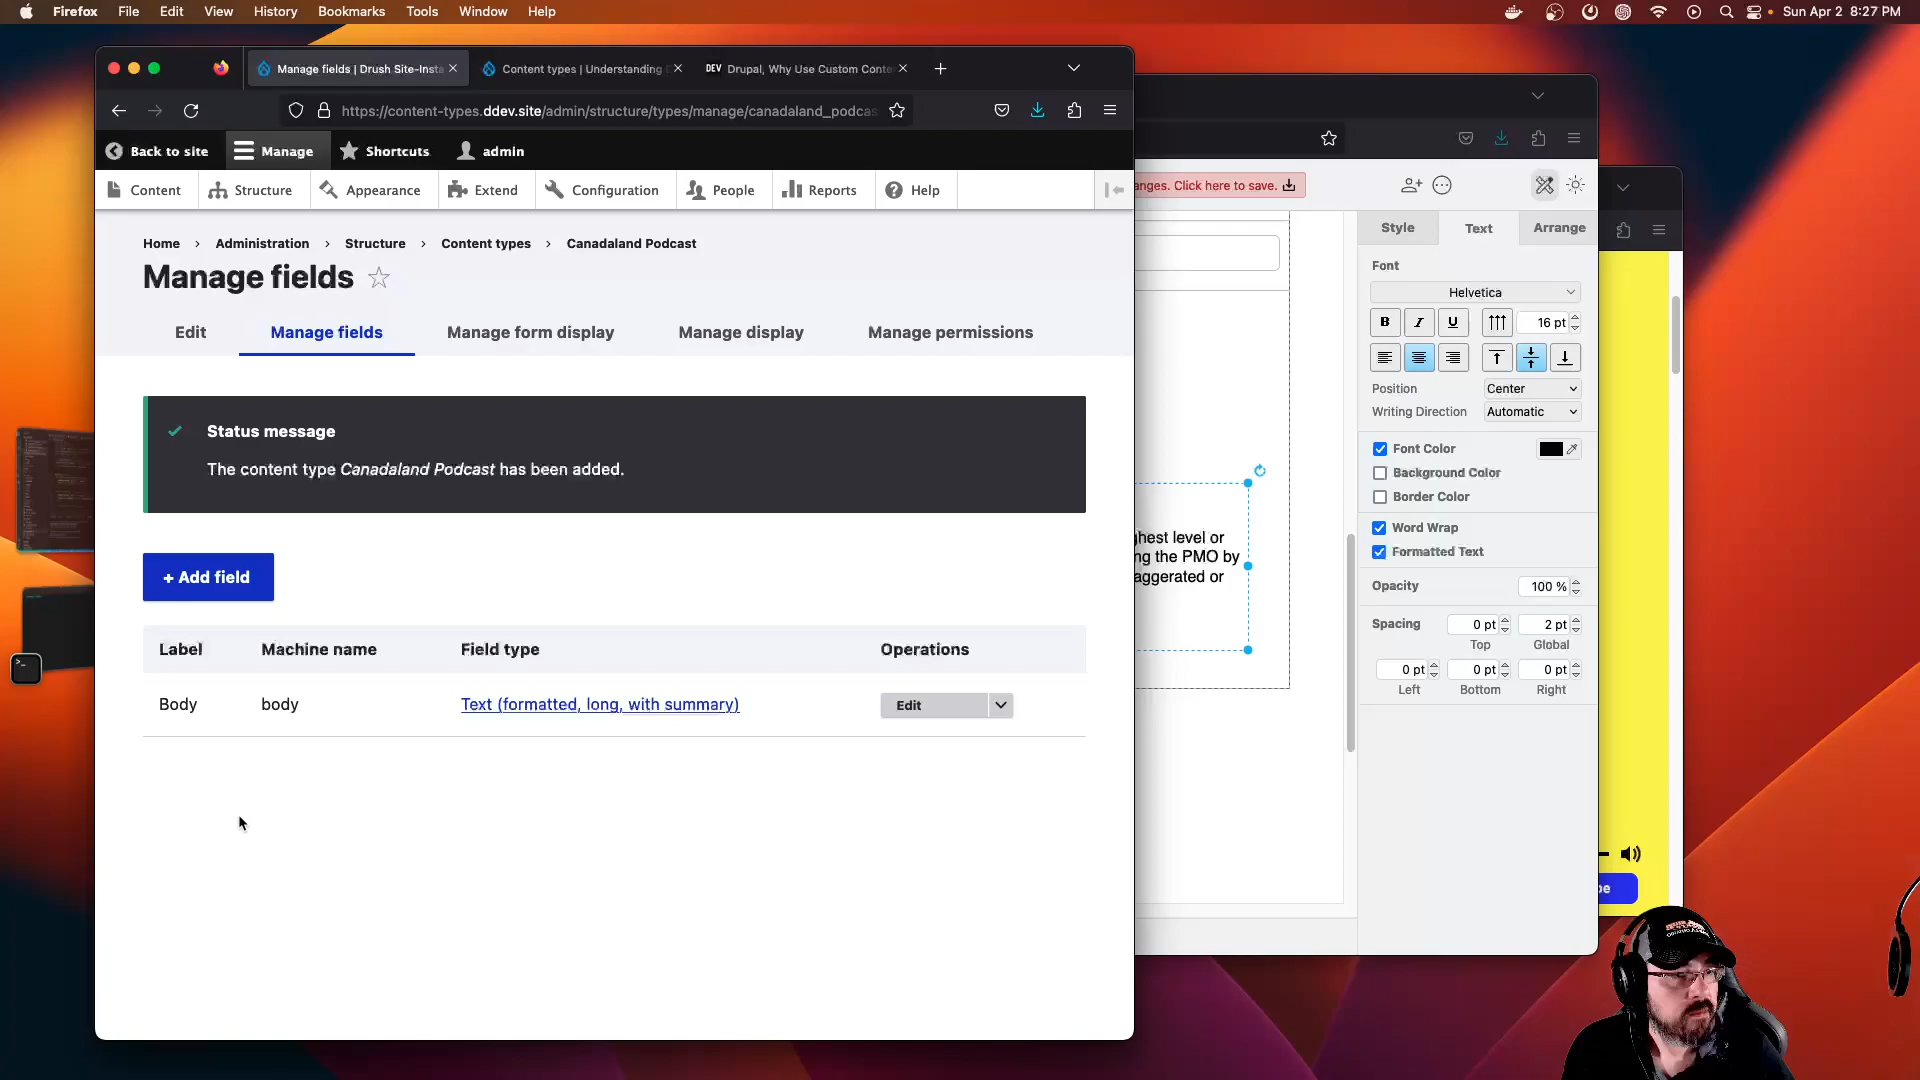 Firefox File Edit View History Bookmarks Tools Window Help
Sun Apr 2 8:27 PM
Manage fields | Drush Site-Insta
Content types | Understanding
DEV Drupal, Why Use Custom Conte
https://content-types.ddev.site/admin/structure/types/manage/canadaland_podcas
Back to site Manage Shortcuts admin
Content Structure Appearance Extend Configuration People Reports Help
Home › Administration › Structure › Content types › Canadaland Podcast
Manage fields
Edit Manage fields Manage form display Manage display Manage permissions
Status message
The content type Canadaland Podcast has been added.
+ Add field
Label Machine name Field type Operations
Body body Text (formatted, long, with summary) Edit
anges. Click here to save.
ghest level or
ng the PMO by
aggerated or
Style Text Arrange
Font
Helvetica
B I U 16 pt
Position Center
Writing Direction Automatic
Font Color
Background Color
Border Color
Word Wrap
Formatted Text
Opacity 100 %
Spacing 0 pt 2 pt
Top Global
0 pt 0 pt 0 pt
Left Bottom Right
be